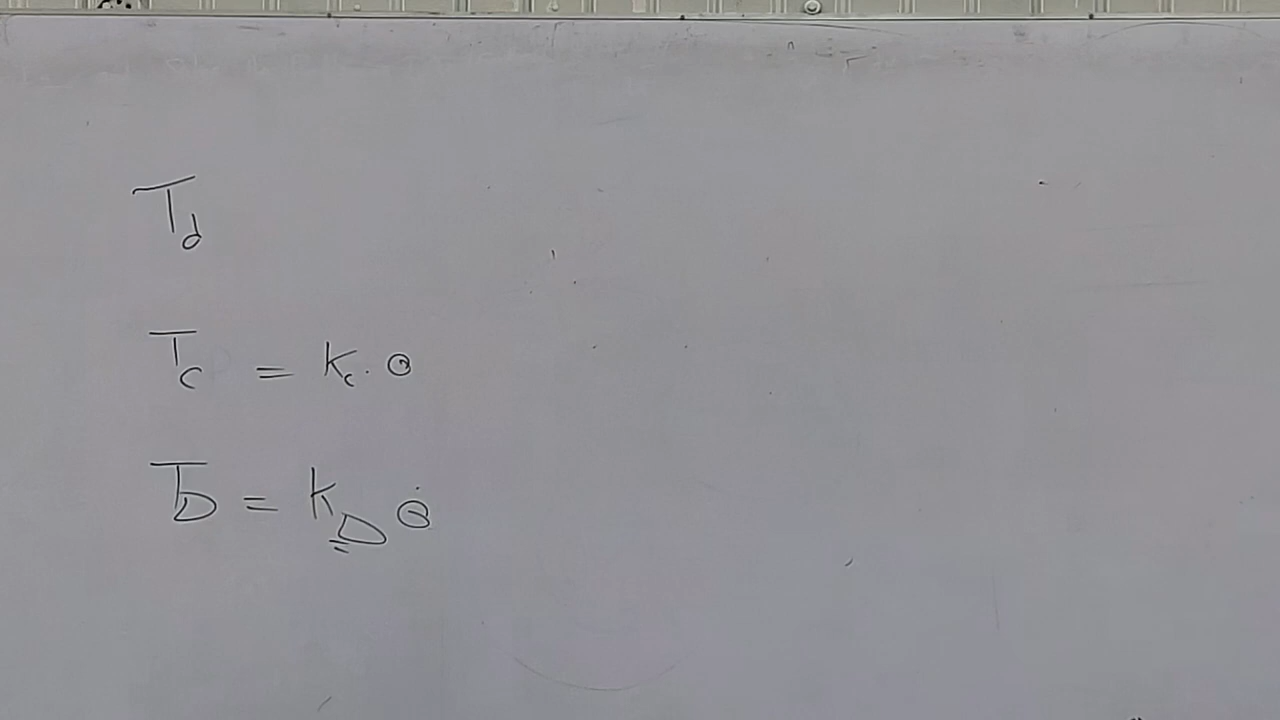 T_d
T_c = k_c . θ
T_D = k_D θ̇